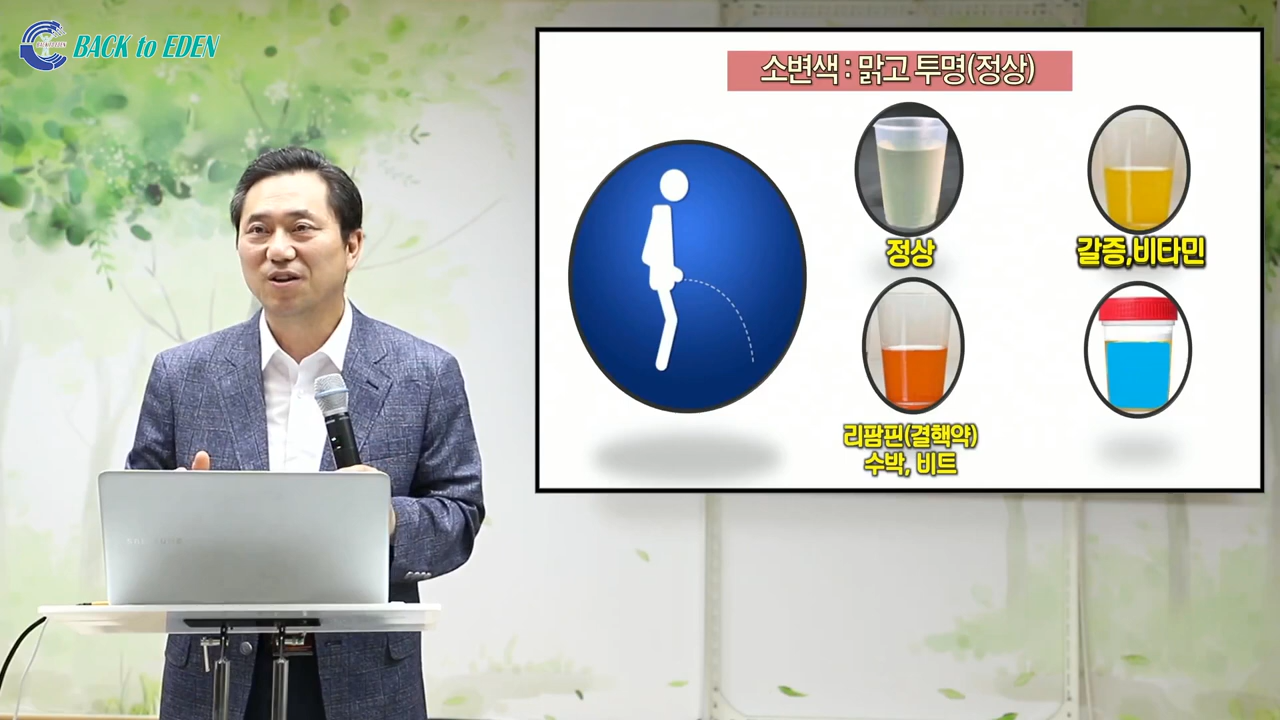 BACK to EDEN
소변색 : 맑고 투명(정상)
정상
갈증,비타민
리팜핀(결핵약)
수박, 비트